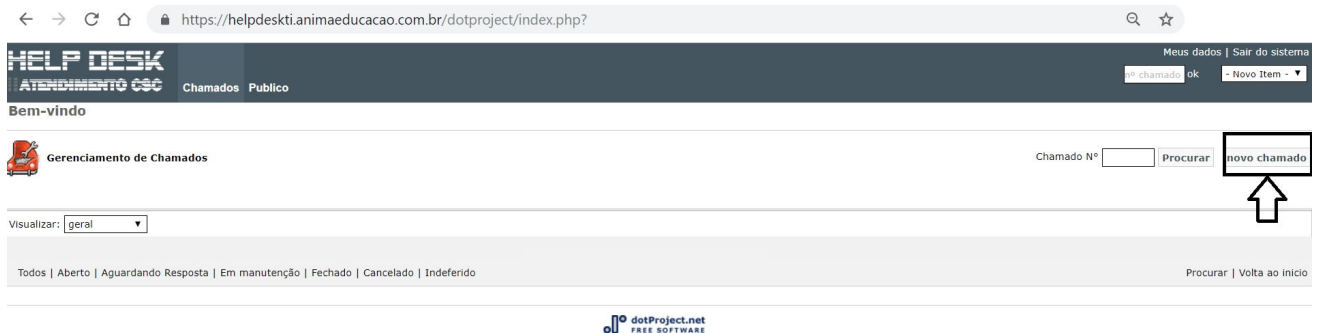 https://helpdeskti.animaeducacao.com.br/dotproject/index.php?
HELP DESK
ATENDIMENTO CSC
Chamados Publico
Meus dados | Sair do sistema
nº chamado ok - Novo Item -
Bem-vindo
Gerenciamento de Chamados
Chamado Nº Procurar novo chamado
Visualizar: geral
Todos | Aberto | Aguardando Resposta | Em manutenção | Fechado | Cancelado | Indeferido
Procurar | Volta ao inicio
dotProject.net
FREE SOFTWARE